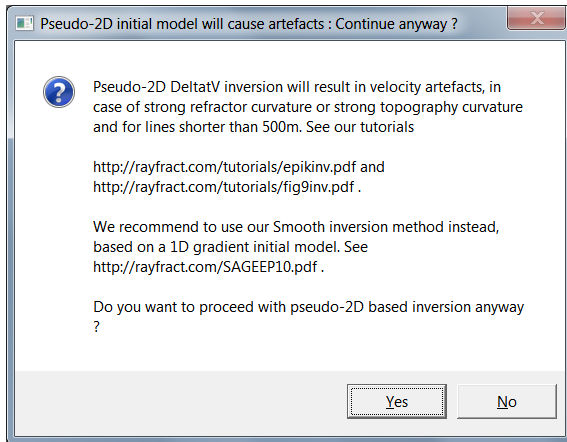 Pseudo-2D initial model will cause artefacts : Continue anyway ?
Pseudo-2D DeltatV inversion will result in velocity artefacts, in
case of strong refractor curvature or strong topography curvature
and for lines shorter than 500m. See our tutorials
http://rayfract.com/tutorials/epikinv.pdf and
http://rayfract.com/tutorials/fig9inv.pdf .
We recommend to use our Smooth inversion method instead,
based on a 1D gradient initial model. See
http://rayfract.com/SAGEEP10.pdf .
Do you want to proceed with pseudo-2D based inversion anyway
?
Yes No